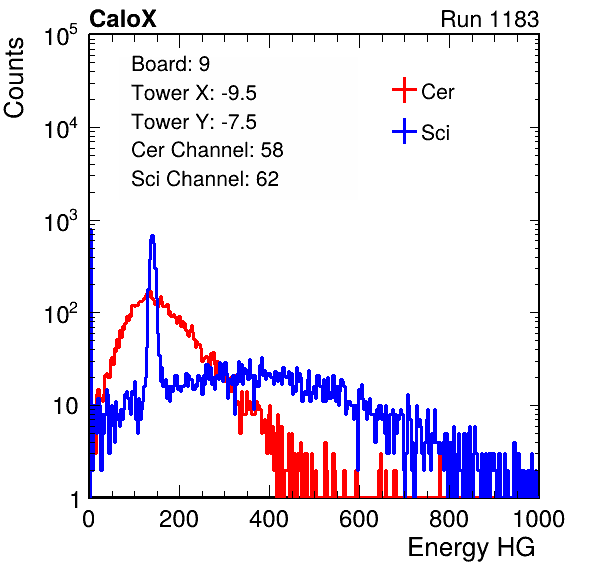 CaloX Run 1183
10^5
Counts
Board: 9
Tower X: -9.5
Tower Y: -7.5
Cer Channel: 58
Sci Channel: 62
Cer
Sci
10^4
10^3
10^2
10
1
0 200 400 600 800 1000
Energy HG